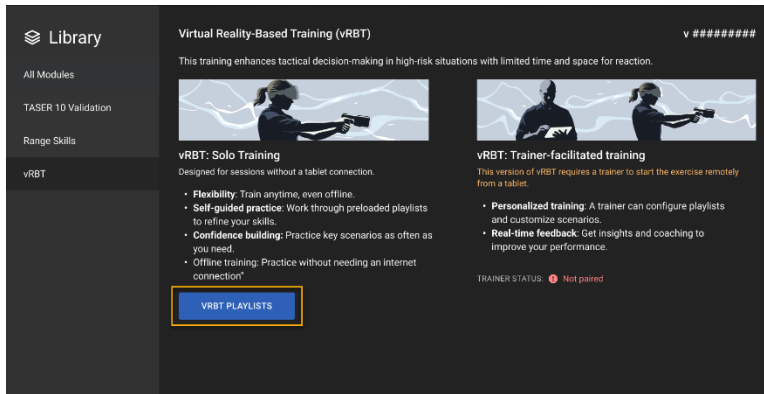 Library
All Modules
TASER 10 Validation
Range Skills
vRBT
Virtual Reality-Based Training (vRBT)
v #########
This training enhances tactical decision-making in high-risk situations with limited time and space for reaction.
vRBT: Solo Training
Designed for sessions without a tablet connection.
• Flexibility: Train anytime, even offline.
• Self-guided practice: Work through preloaded playlists
to refine your skills.
• Confidence building: Practice key scenarios as often as
you need.
• Offline training: Practice without needing an internet
connection"
VRBT PLAYLISTS
vRBT: Trainer-facilitated training
This version of vRBT requires a trainer to start the exercise remotely
from a tablet.
• Personalized training: A trainer can configure playlists
and customize scenarios.
• Real-time feedback: Get insights and coaching to
improve your performance.
TRAINER STATUS: ! Not paired